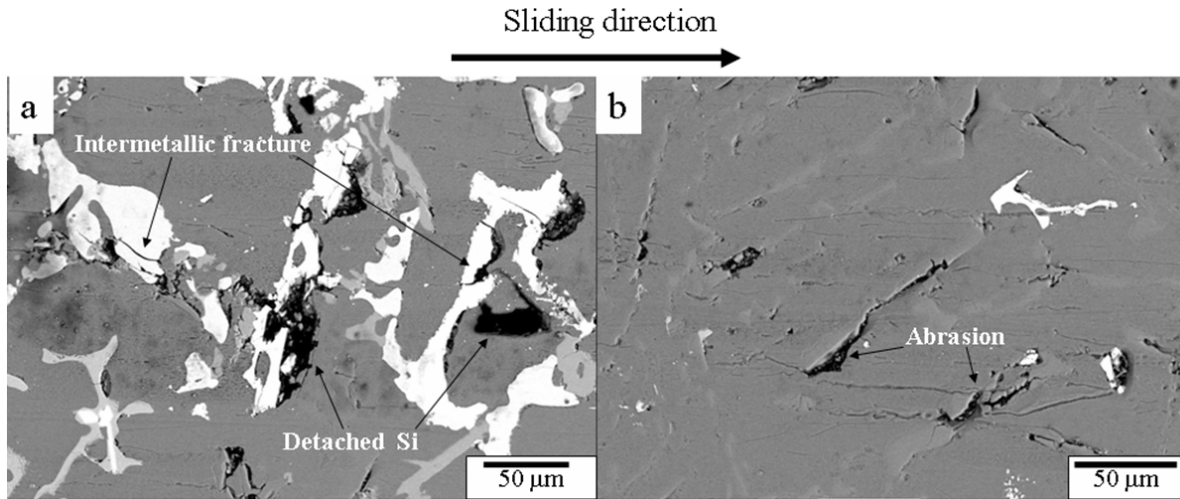 Sliding direction
a
b
Intermetallic fracture
Abrasion
Detached Si
50 µm
50 µm